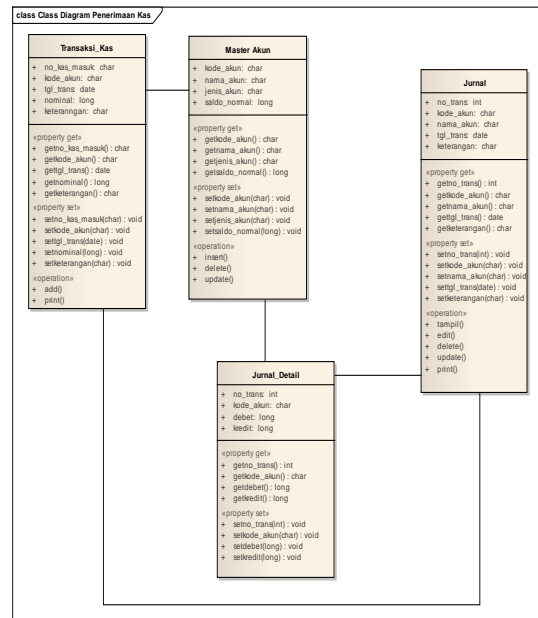 class Class Diagram Penerimaan Kas
Transaksi_Kas
+ no_kas_masuk: char
+ kode_akun: char
+ tgl_trans: date
+ nominal: long
+ keteranngan: char
«property get»
+ getno_kas_masuk() : char
+ getkode_akun() : char
+ gettgl_trans() : date
+ getnominal() : long
+ getketerangan() : char
«property set»
+ setno_kas_masuk(char) : void
+ setkode_akun(char) : void
+ settgl_trans(date) : void
+ setnominal(long) : void
+ setketerangan(char) : void
«operation»
+ add()
+ print()
Master Akun
+ kode_akun: char
+ nama_akun: char
+ jenis_akun: char
+ saldo_normal: long
«property get»
+ getkode_akun() : char
+ getnama_akun() : char
+ getjenis_akun() : char
+ getsaldo_normal() : long
«property set»
+ setkode_akun(char) : void
+ setnama_akun(char) : void
+ setjenis_akun(char) : void
+ setsaldo_normal(long) : void
«operation»
+ insert()
+ delete()
+ update()
Jurnal
+ no_trans: int
+ kode_akun: char
+ nama_akun: char
+ tgl_trans: date
+ keterangan: char
«property get»
+ getno_trans() : int
+ getkode_akun() : char
+ getnama_akun() : char
+ gettgl_trans() : date
+ getketerangan() : char
«property set»
+ setno_trans(int) : void
+ setkode_akun(char) : void
+ setnama_akun(char) : void
+ settgl_trans(date) : void
+ setketerangan(char) : void
«operation»
+ tampil()
+ edit()
+ delete()
+ update()
+ print()
Jurnal_Detail
+ no_trans: int
+ kode_akun: char
+ debet: long
+ kredit: long
«property get»
+ getno_trans() : int
+ getkode_akun() : char
+ getdebet() : long
+ getkredit() : long
«property set»
+ setno_trans(int) : void
+ setkode_akun(char) : void
+ setdebet(long) : void
+ setkredit(long) : void